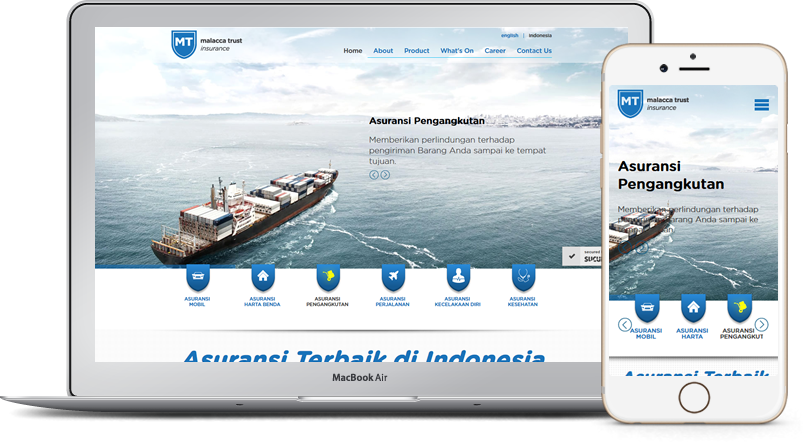 MT
malacca trust
insurance
english | indonesia
Home About Product What's On Career Contact Us
Asuransi Pengangkutan
Memberikan perlindungan terhadap
pengiriman Barang Anda sampai ke tempat
tujuan.
secured
SUCU
ASURANSI
MOBIL
ASURANSI
HARTA BENDA
ASURANSI
PENGANGKUTAN
ASURANSI
PERJALANAN
ASURANSI
KECELAKAAN DIRI
ASURANSI
KESEHATAN
Asuransi Terbaik di Indonesia
MacBook Air
MT
malacca trust
insurance
Asuransi
Pengangkutan
Memberikan perlindungan terhadap
pengiriman Barang Anda sampai ke
tempat tujuan.
ASURANSI
MOBIL
ASURANSI
HARTA
ASURANSI
PENGANGKUT
Asuransi Terbaik